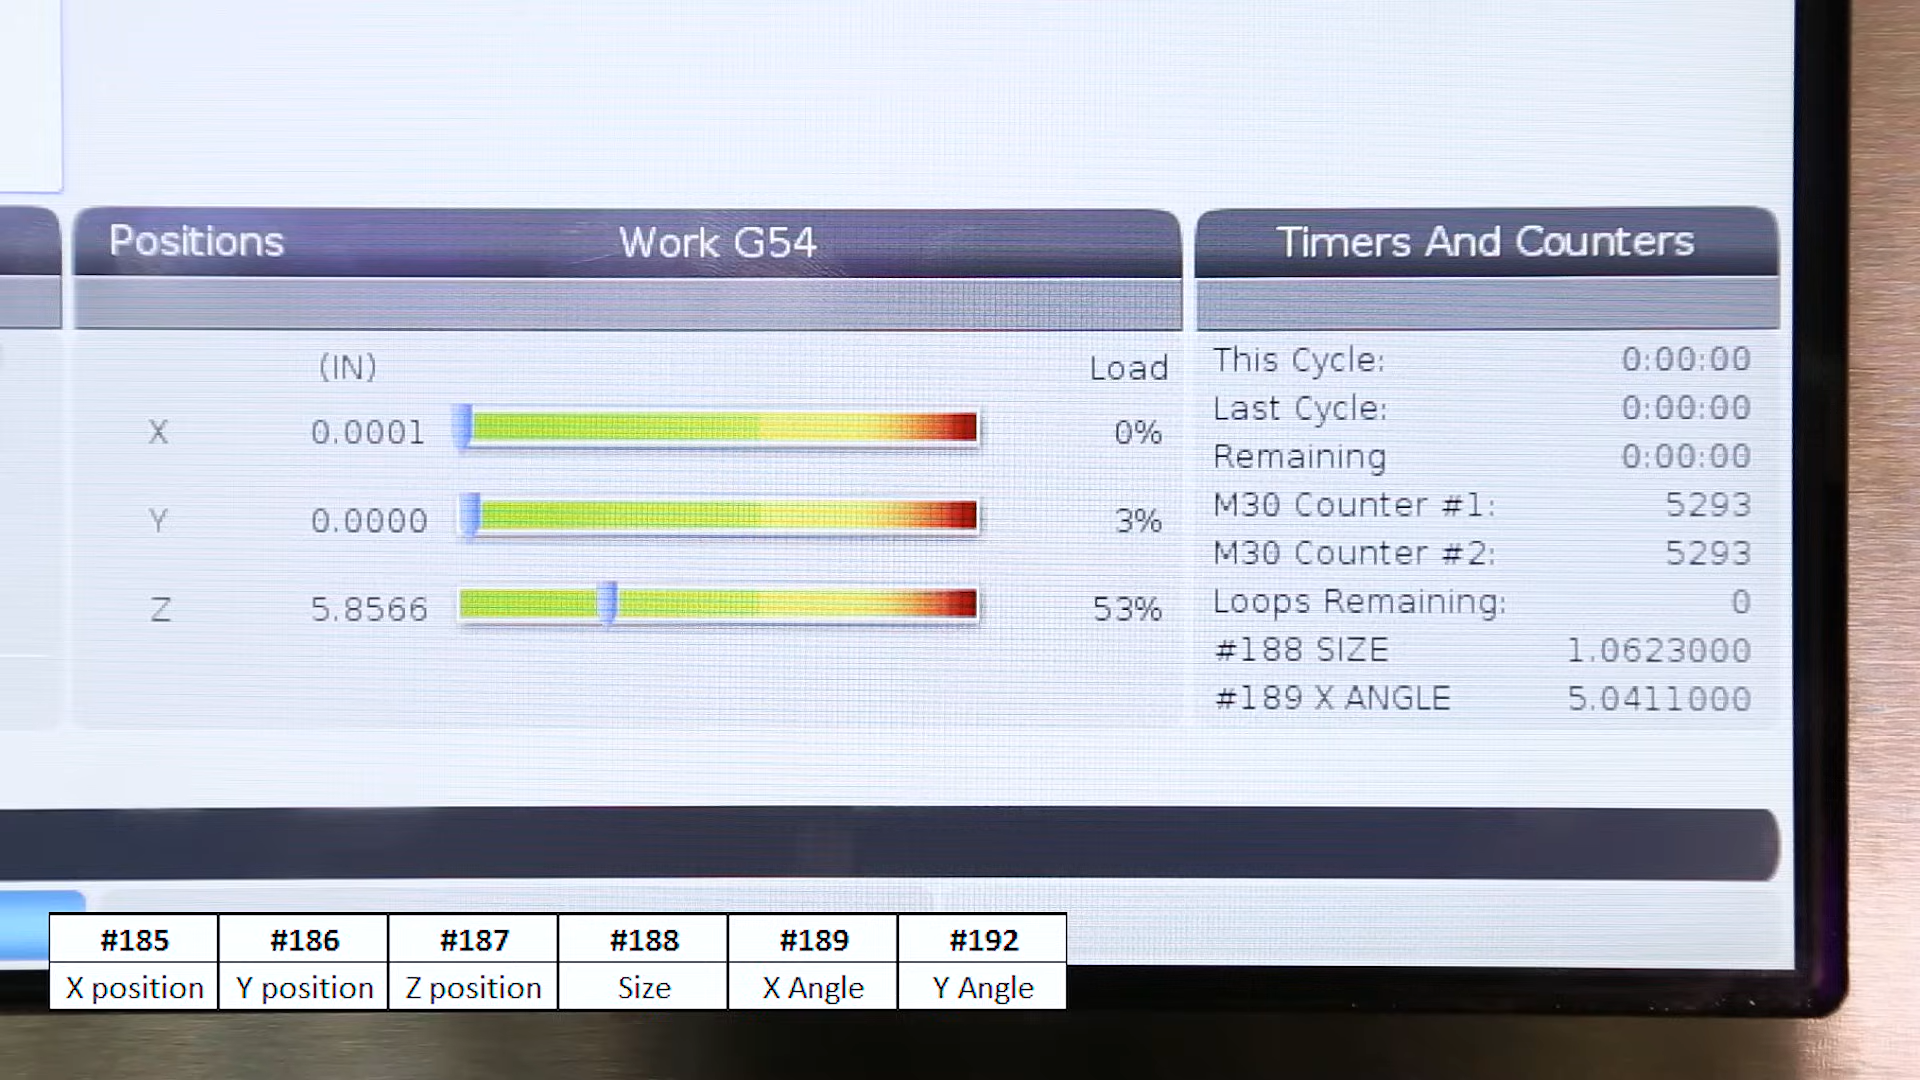 Positions Work G54
(IN) Load
X 0.0001 0%
Y 0.0000 3%
Z 5.8566 53%
Timers And Counters
This Cycle: 0:00:00
Last Cycle: 0:00:00
Remaining 0:00:00
M30 Counter #1: 5293
M30 Counter #2: 5293
Loops Remaining: 0
#188 SIZE 1.0623000
#189 X ANGLE 5.0411000
#185 #186 #187 #188 #189 #192
X position Y position Z position Size X Angle Y Angle